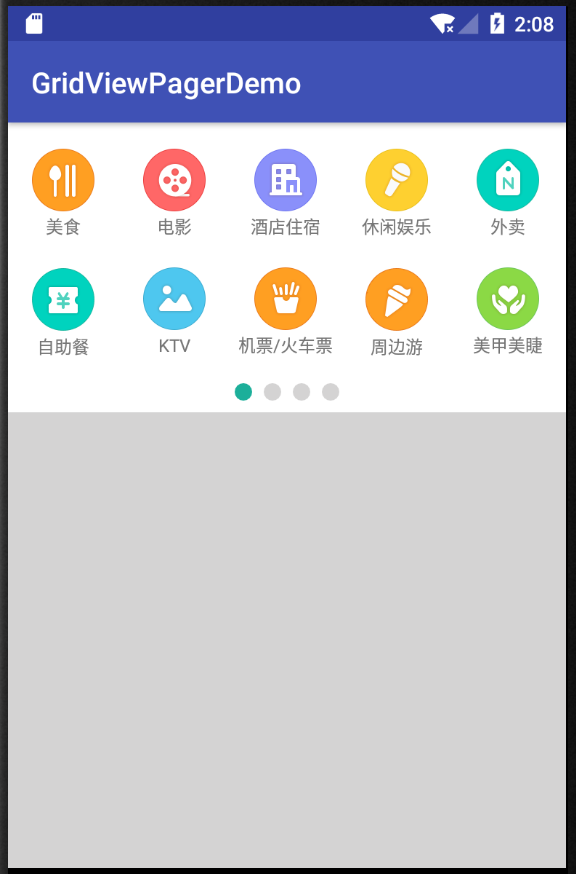 2:08
GridViewPagerDemo
美食 电影 酒店住宿 休闲娱乐 外卖
N
¥
自助餐 KTV 机票/火车票 周边游 美甲美睫